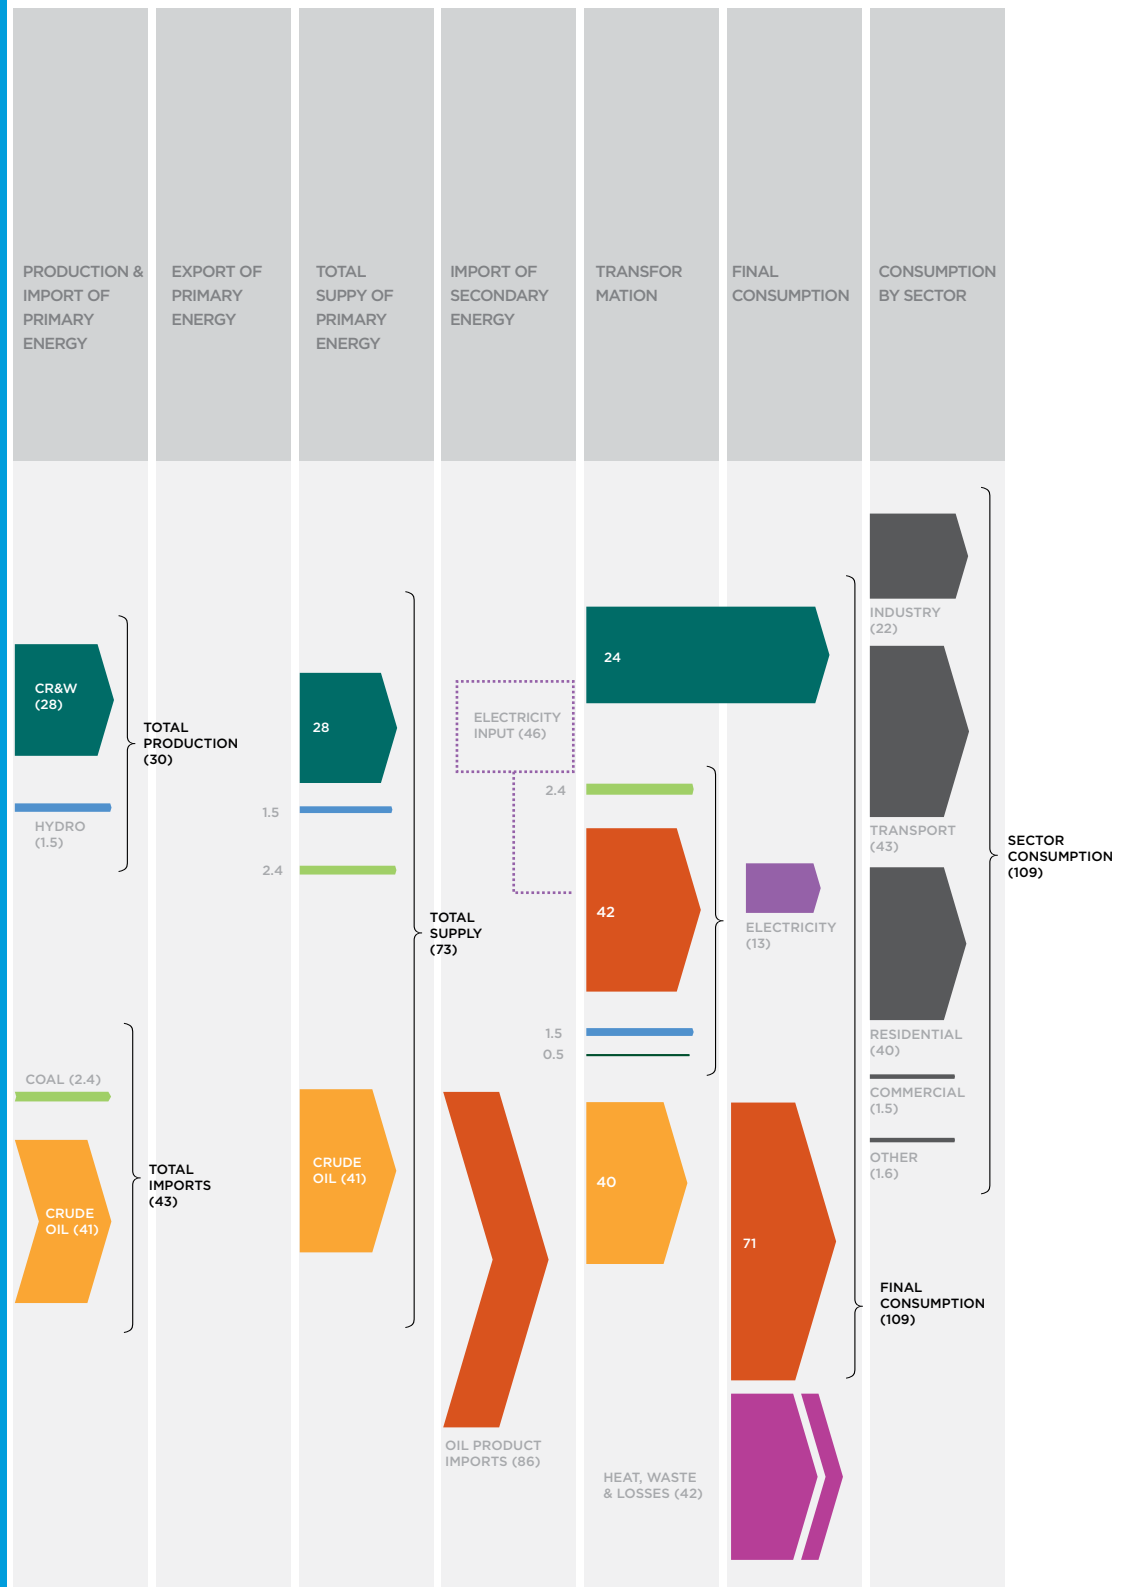 PRODUCTION &
IMPORT OF
PRIMARY
ENERGY
EXPORT OF
PRIMARY
ENERGY
TOTAL
SUPPY OF
PRIMARY
ENERGY
IMPORT OF
SECONDARY
ENERGY
TRANSFOR
MATION
FINAL
CONSUMPTION
CONSUMPTION
BY SECTOR
CR&W
(28)
TOTAL
PRODUCTION
(30)
HYDRO
(1.5)
COAL (2.4)
CRUDE
OIL (41)
TOTAL
IMPORTS
(43)
28
1.5
2.4
CRUDE
OIL (41)
TOTAL
SUPPLY
(73)
ELECTRICITY
INPUT (46)
OIL PRODUCT
IMPORTS (86)
24
2.4
42
1.5
0.5
40
ELECTRICITY
(13)
71
HEAT, WASTE
& LOSSES (42)
FINAL
CONSUMPTION
(109)
INDUSTRY
(22)
TRANSPORT
(43)
RESIDENTIAL
(40)
COMMERCIAL
(1.5)
OTHER
(1.6)
SECTOR
CONSUMPTION
(109)